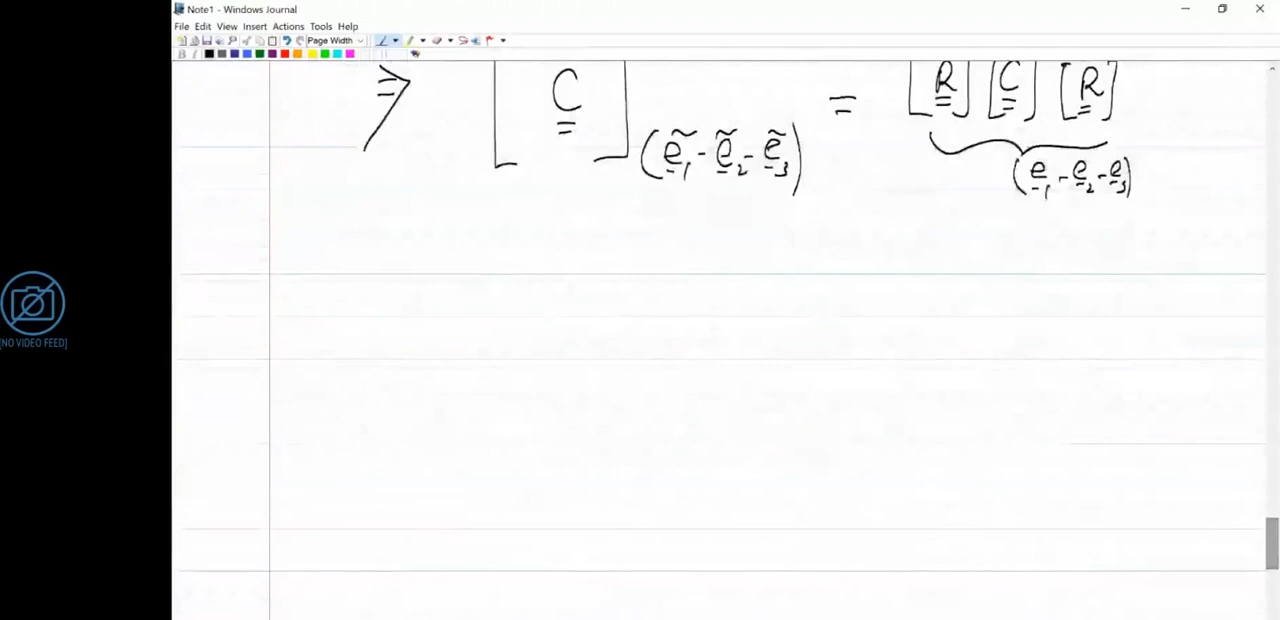 Note1 - Windows Journal
File Edit View Insert Actions Tools Help
Page Width
B I
⇒ [C] = [R] [C] [R]
(ẽ1 - ẽ2 - ẽ3) (e1 - e2 - e3)
[NO VIDEO FEED]